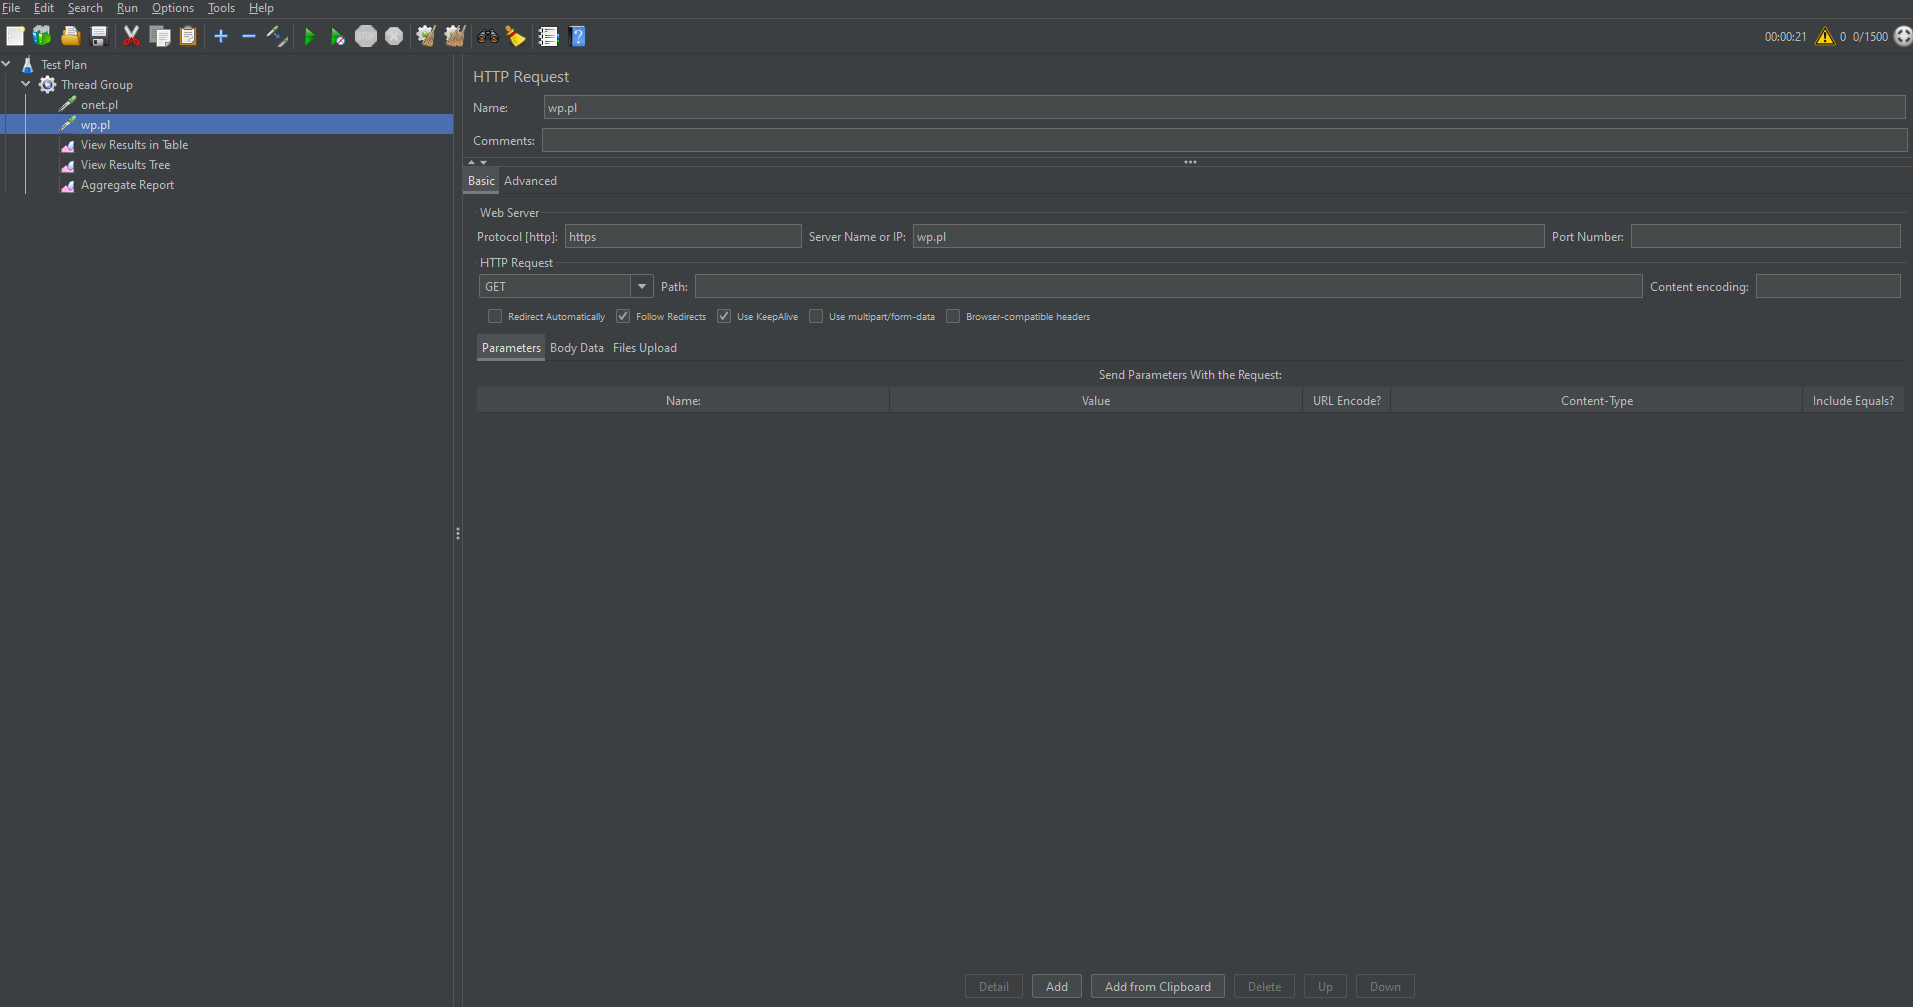 File Edit Search Run Options Tools Help
00:00:21 0 0/1500
Test Plan
Thread Group
onet.pl
wp.pl
View Results in Table
View Results Tree
Aggregate Report
HTTP Request
Name: wp.pl
Comments:
Basic Advanced
Web Server
Protocol [http]: https Server Name or IP: wp.pl Port Number:
HTTP Request
GET Path: Content encoding:
Redirect Automatically Follow Redirects Use KeepAlive Use multipart/form-data Browser-compatible headers
Parameters Body Data Files Upload
Send Parameters With the Request:
Name: Value URL Encode? Content-Type Include Equals?
Detail Add Add from Clipboard Delete Up Down